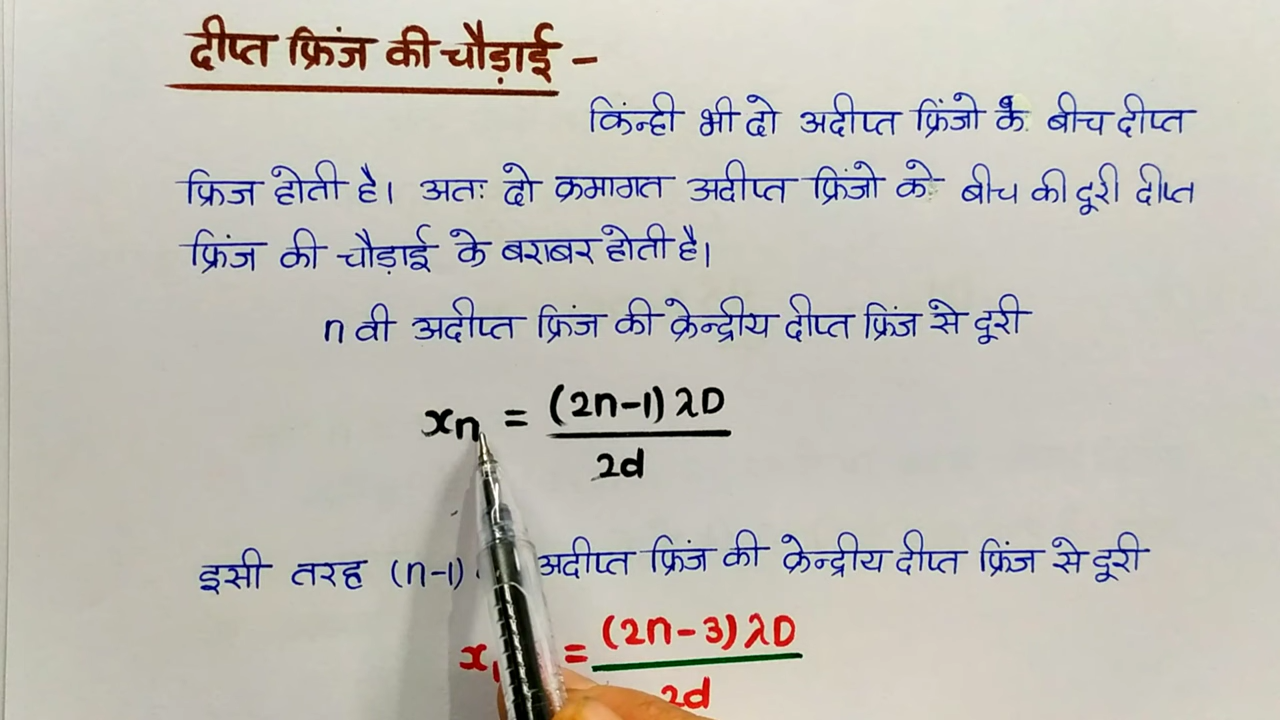 दीप्त फ्रिंज की चौड़ाई -
किंन्ही भी दो अदीप्त फ्रिंजो के बीच दीप्त
फ्रिज होती है। अतः दो क्रमागत अदीप्त फ्रिंजो के बीच की दूरी दीप्त
फ्रिंज की चौड़ाई के बराबर होती है।
n वी अदीप्त फ्रिंज की क्रेन्द्रीय दीप्त फ्रिंज से दूरी
xn = (2n-1) λD
2d
इसी तरह (n-1) अदीप्त फ्रिंज की क्रेन्द्रीय दीप्त फ्रिंज से दूरी
x = (2n-3) λD
2d